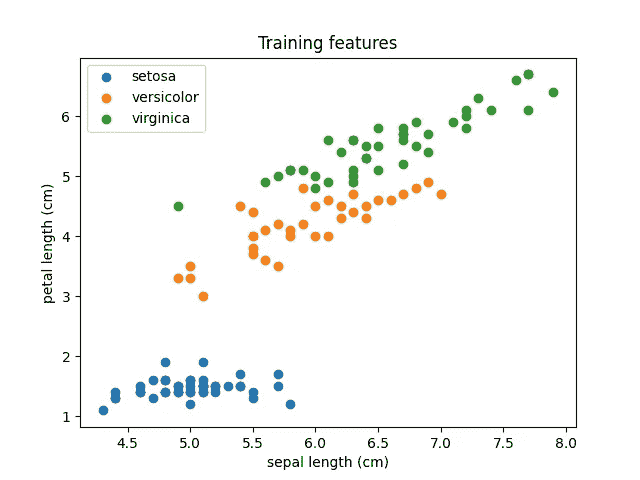 Training features
setosa
versicolor
virginica
petal length (cm)
6
5
4
3
2
1
4.5 5.0 5.5 6.0 6.5 7.0 7.5 8.0
sepal length (cm)